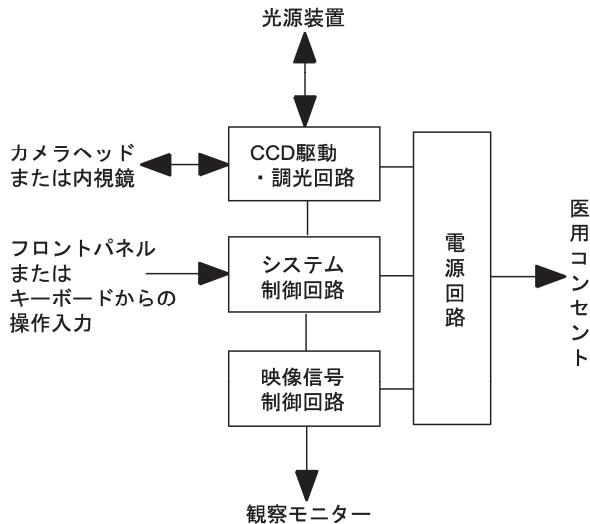 光源装置
カメラヘッド
または内視鏡
CCD駆動
・調光回路
フロントパネル
または
キーボードからの
操作入力
システム
制御回路
映像信号
制御回路
電源回路
医用コンセント
観察モニター